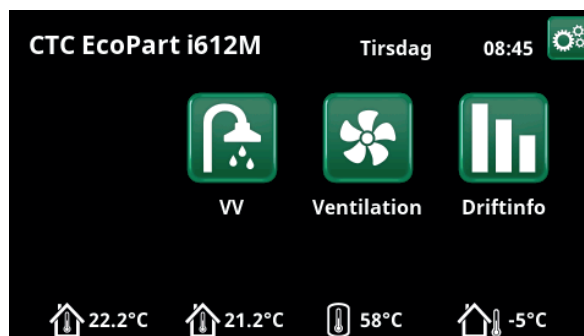 CTC EcoPart i612M Tirsdag 08:45
VV Ventilation Driftinfo
22.2°C 21.2°C 58°C -5°C